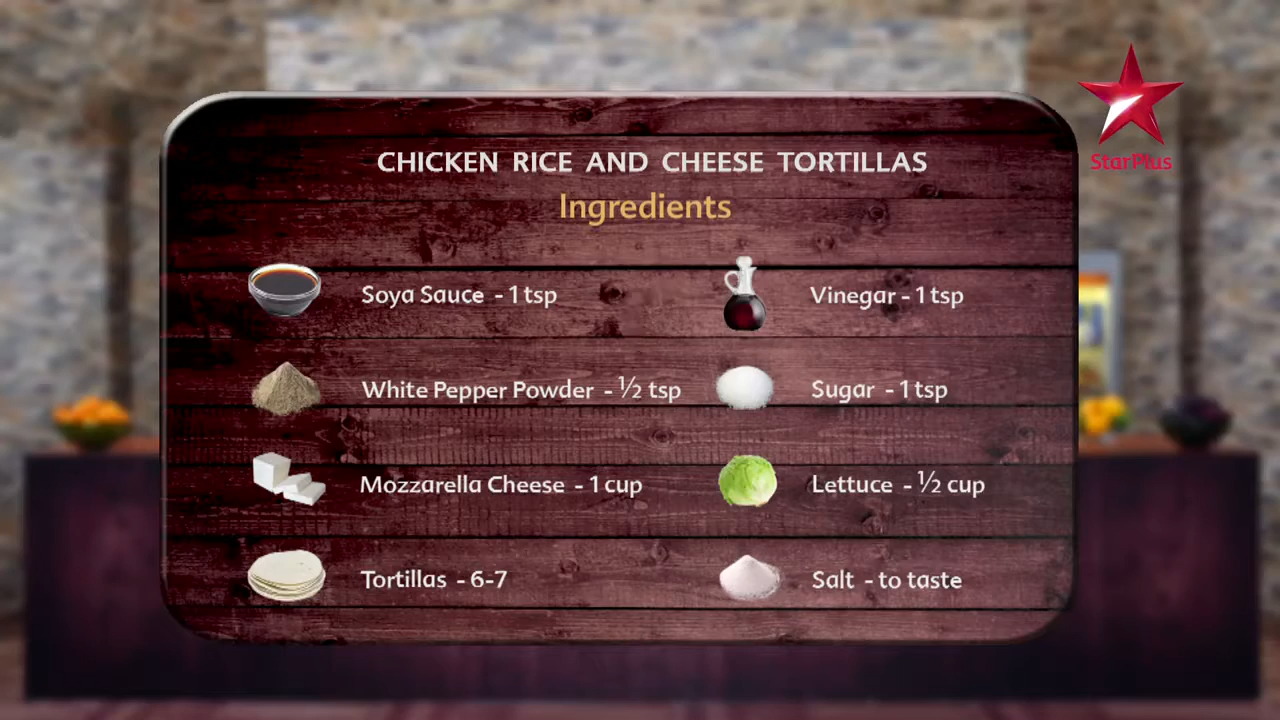 StarPlus
CHICKEN RICE AND CHEESE TORTILLAS
Ingredients
Soya Sauce - 1 tsp
Vinegar - 1 tsp
White Pepper Powder - ½ tsp
Sugar - 1 tsp
Mozzarella Cheese - 1 cup
Lettuce - ½ cup
Tortillas - 6-7
Salt - to taste